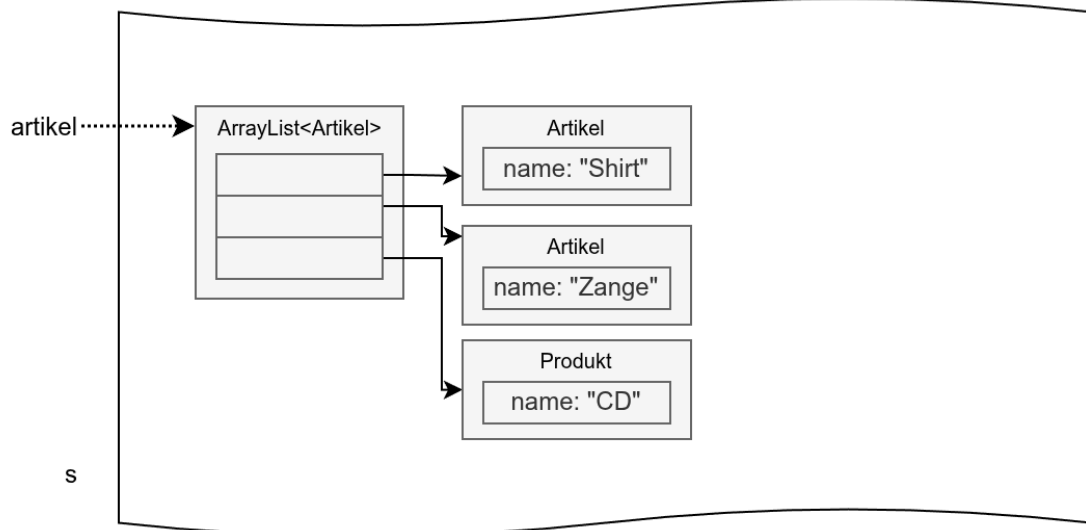 artikel
ArrayList<Artikel>
Artikel
name: "Shirt"
Artikel
name: "Zange"
Produkt
name: "CD"
s